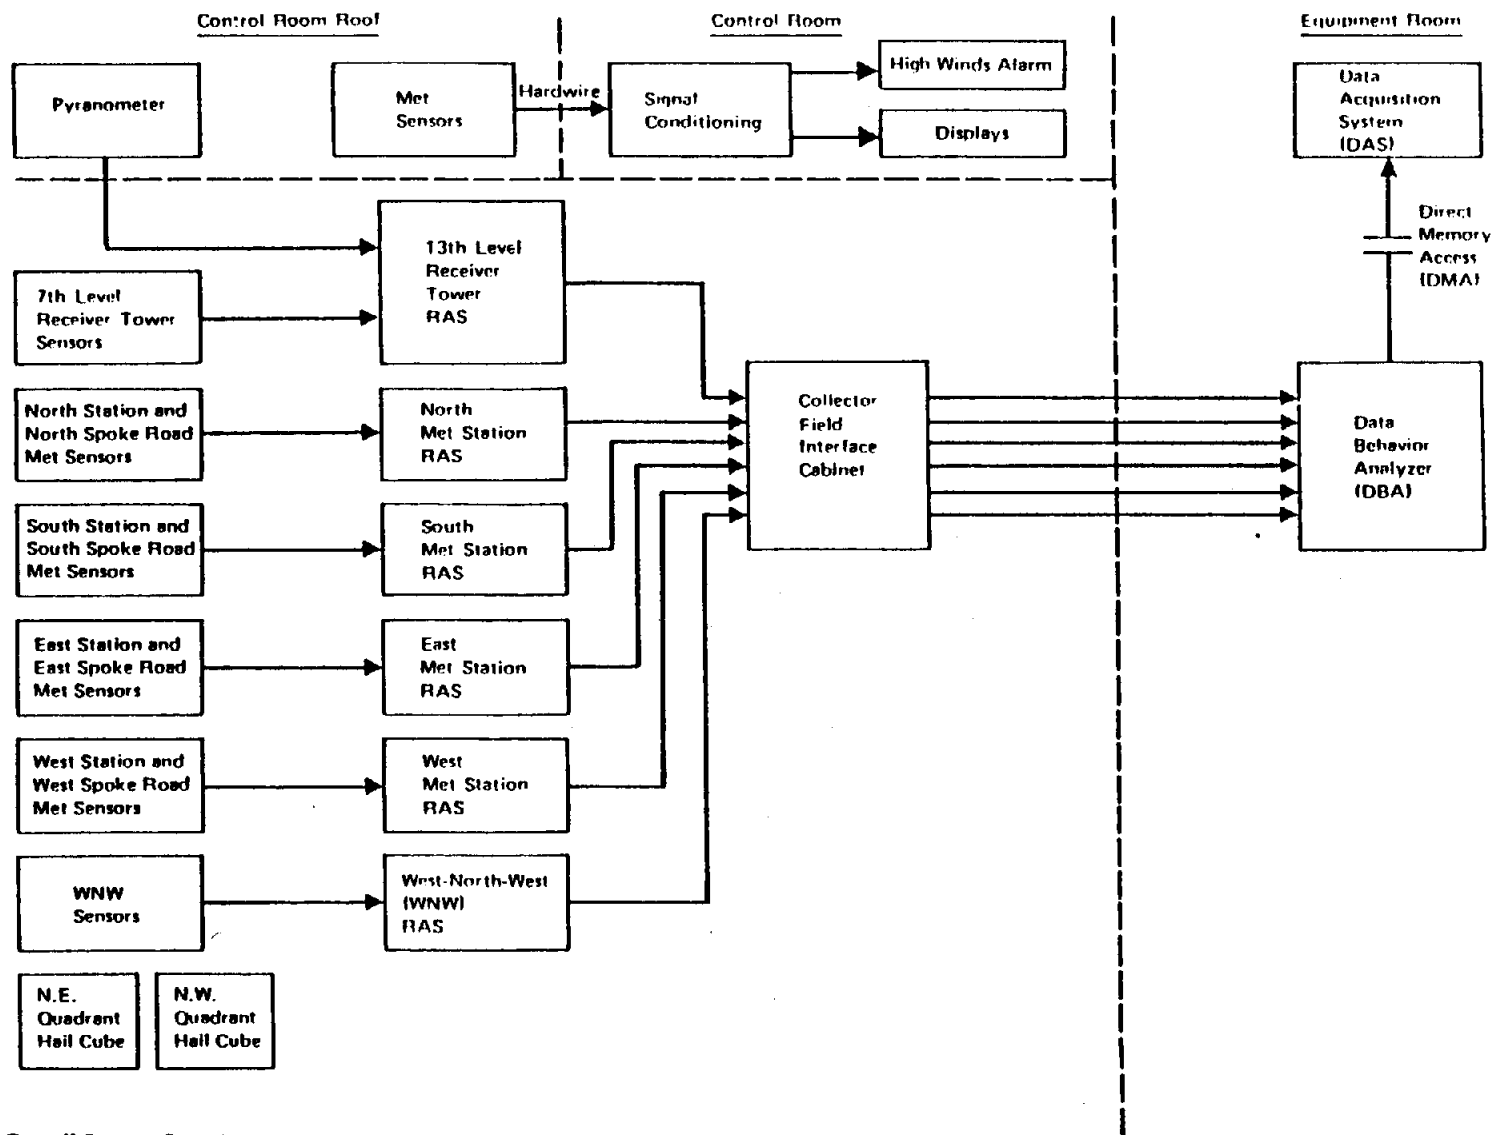 Control Room Roof
Control Room
Equipment Room
Pyranometer
Met
Sensors
Hardwire
Signal
Conditioning
High Winds Alarm
Displays
Data
Acquisition
System
(DAS)
Direct
Memory
Access
(DMA)
13th Level
Receiver
Tower
RAS
7th Level
Receiver Tower
Sensors
North Station and
North Spoke Road
Met Sensors
North
Met Station
RAS
Collector
Field
Interface
Cabinet
Data
Behavior
Analyzer
(DBA)
South Station and
South Spoke Road
Met Sensors
South
Met Station
RAS
East Station and
East Spoke Road
Met Sensors
East
Met Station
RAS
West Station and
West Spoke Road
Met Sensors
West
Met Station
RAS
WNW
Sensors
West-North-West
(WNW)
RAS
N.E.
Quadrant
Hail Cube
N.W.
Quadrant
Hail Cube